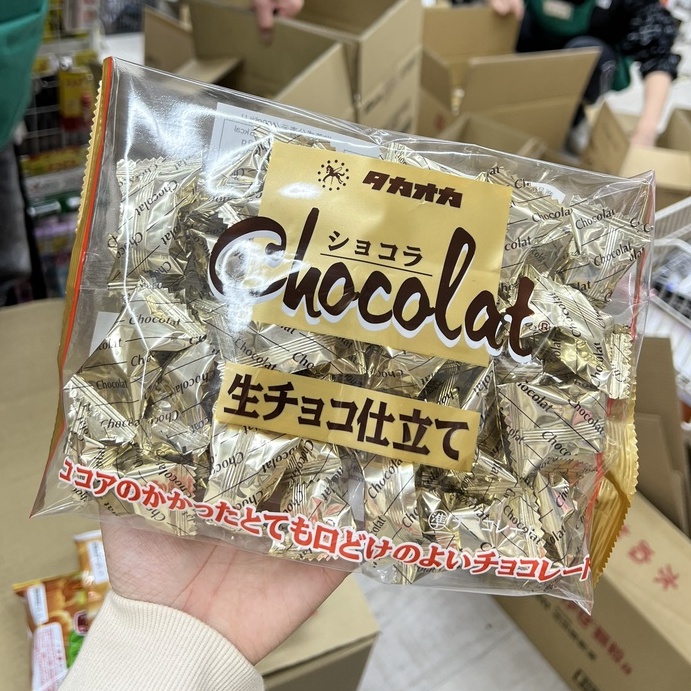 タカオカ
ショコラ
Chocolat®
生チョコ仕立て
ココアのかかったとても口どけのよいチョコレート
Chocolat